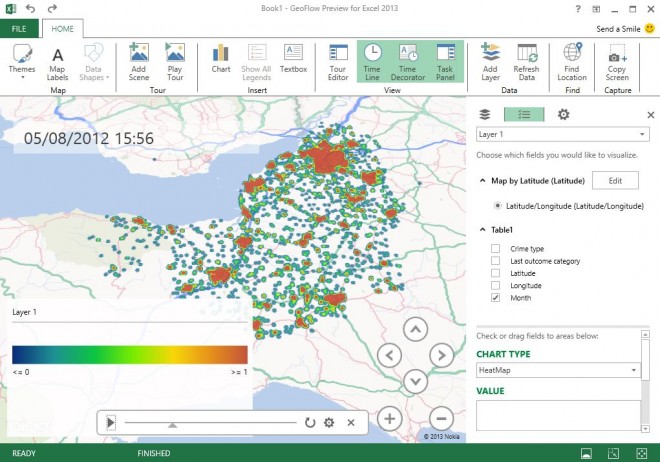 Book1 - GeoFlow Preview for Excel 2013
FILE
HOME
Send a Smile
Themes
Map Labels
Data Shapes
Add Scene
Play Tour
Chart
Show All Legends
Textbox
Tour Editor
Time Line
Time Decorator
Task Panel
Add Layer
Refresh Data
Find Location
Copy Screen
Map
Tour
Insert
View
Data
Find
Capture
05/08/2012 15:56
Layer 1
<= 0
>= 1
© 2013 Nokia
Layer 1
Choose which fields you would like to visualize.
Map by Latitude (Latitude)
Edit
Latitude/Longitude (Latitude/Longitude)
Table1
Crime type
Last outcome category
Latitude
Longitude
Month
Check or drag fields to areas below:
CHART TYPE
HeatMap
VALUE
READY
FINISHED